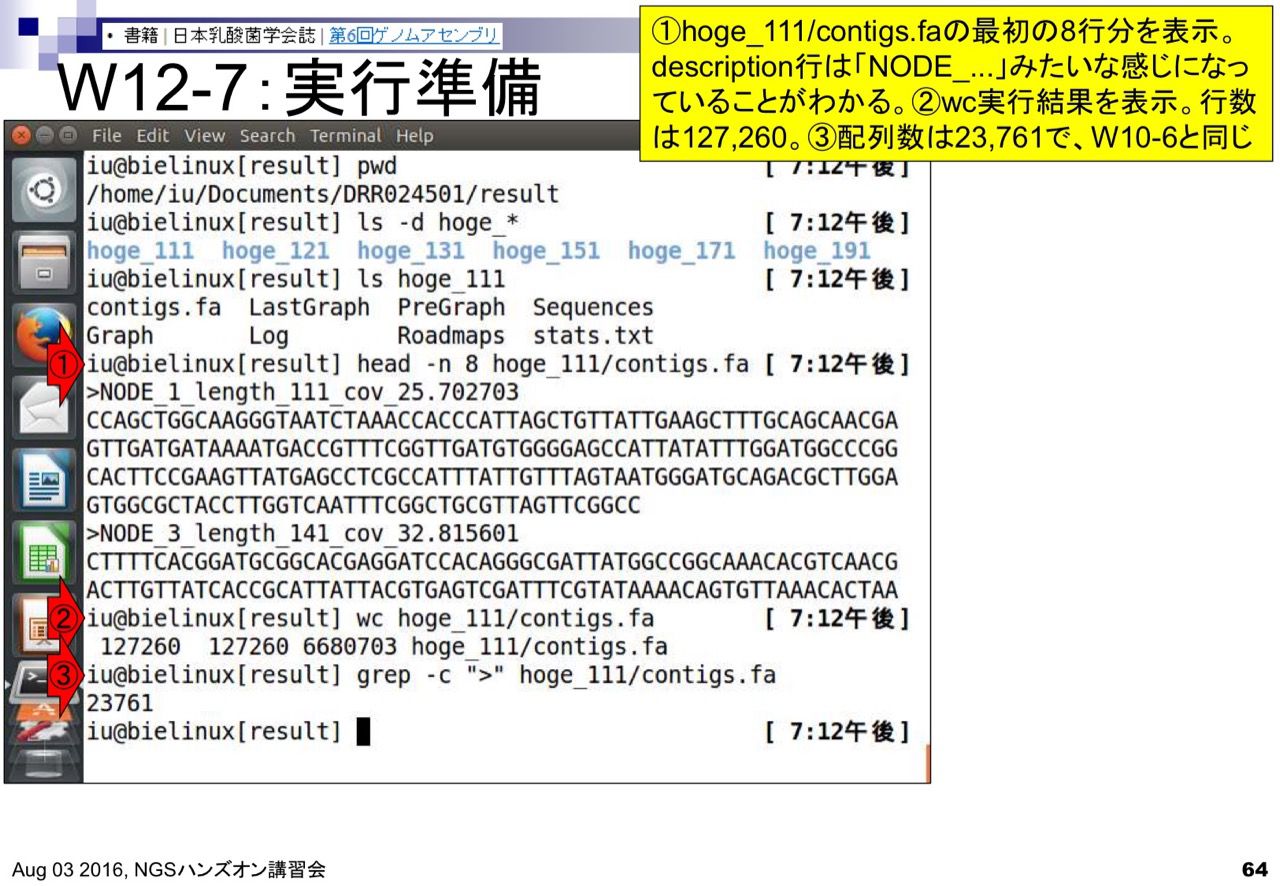 • 書籍 | 日本乳酸菌学会誌 | 第6回ゲノムアセンブリ
W12-7：実行準備
①hoge_111/contigs.faの最初の8行分を表示。
description行は「NODE_...」みたいな感じになっ
ていることがわかる。②wc実行結果を表示。行数
は127,260。③配列数は23,761で、W10-6と同じ
File Edit View Search Terminal Help
iu@bielinux[result] pwd [ 7:12午後]
/home/iu/Documents/DRR024501/result
iu@bielinux[result] ls -d hoge_* [ 7:12午後]
hoge_111 hoge_121 hoge_131 hoge_151 hoge_171 hoge_191
iu@bielinux[result] ls hoge_111 [ 7:12午後]
contigs.fa LastGraph PreGraph Sequences
Graph Log Roadmaps stats.txt
① iu@bielinux[result] head -n 8 hoge_111/contigs.fa [ 7:12午後]
>NODE_1_length_111_cov_25.702703
CCAGCTGGCAAGGGTAATCTAAACCACCCATTAGCTGTTATTGAAGCTTTGCAGCAACGA
GTTGATGATAAAATGACCGTTTCGGTTGATGTGGGGAGCCATTATATTTGGATGGCCCGG
CACTTCCGAAGTTATGAGCCTCGCCATTTATTGTTTAGTAATGGGATGCAGACGCTTGGA
GTGGCGCTACCTTGGTCAATTTCGGCTGCGTTAGTTCGGCC
>NODE_3_length_141_cov_32.815601
CTTTTCACGGATGCGGCACGAGGATCCACAGGGCGATTATGGCCGGCAAACACGTCAACG
ACTTGTTATCACCGCATTATTACGTGAGTCGATTTCGTATAAAACAGTGTTAAACACTAA
② iu@bielinux[result] wc hoge_111/contigs.fa [ 7:12午後]
127260 127260 6680703 hoge_111/contigs.fa
③ iu@bielinux[result] grep -c ">" hoge_111/contigs.fa
23761
iu@bielinux[result] [ 7:12午後]
Aug 03 2016, NGSハンズオン講習会
64